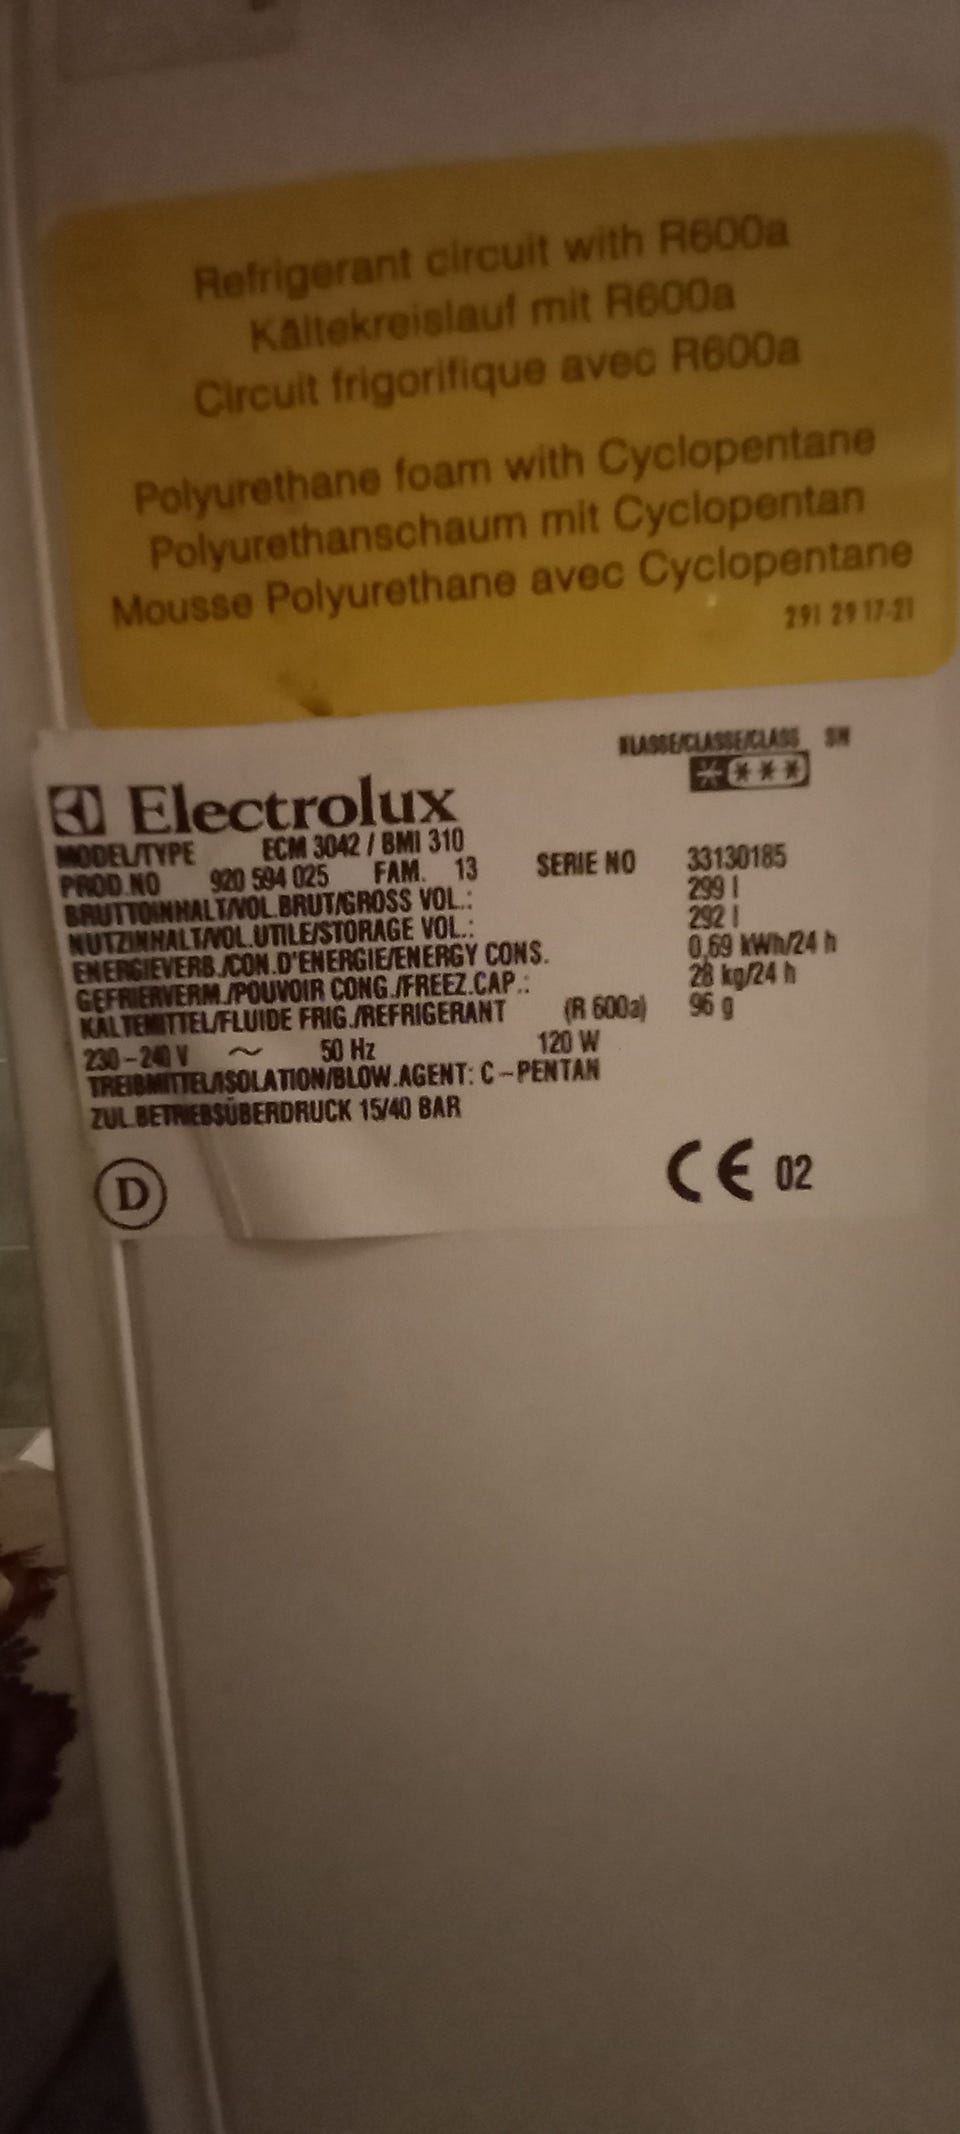 Refrigerant circuit with R600a
Kältekreislauf mit R600a
Circuit frigorifique avec R600a
Polyurethane foam with Cyclopentane
Polyurethanschaum mit Cyclopentan
Mousse Polyurethane avec Cyclopentane
291 29 17-21
KLASSE/CLASSE/CLASS SN
Electrolux
MODEL/TYPE ECM 3042 / BMI 310
PROD.NO 920 594 025 FAM. 13 SERIE NO 33130185
BRUTTOINHALT/VOL.BRUT/GROSS VOL.: 299 l
NUTZINHALT/VOL.UTILE/STORAGE VOL.: 292 l
ENERGIEVERB./CON.D'ENERGIE/ENERGY CONS. 0,69 kWh/24 h
GEFRIERVERM./POUVOIR CONG./FREEZ.CAP.: 28 kg/24 h
KÄLTEMITTEL/FLUIDE FRIG./REFRIGERANT (R 600a) 96 g
230-240 V ~ 50 Hz 120 W
TREIBMITTEL/ISOLATION/BLOW.AGENT: C-PENTAN
ZUL.BETRIEBSÜBERDRUCK 15/40 BAR
D CE 02